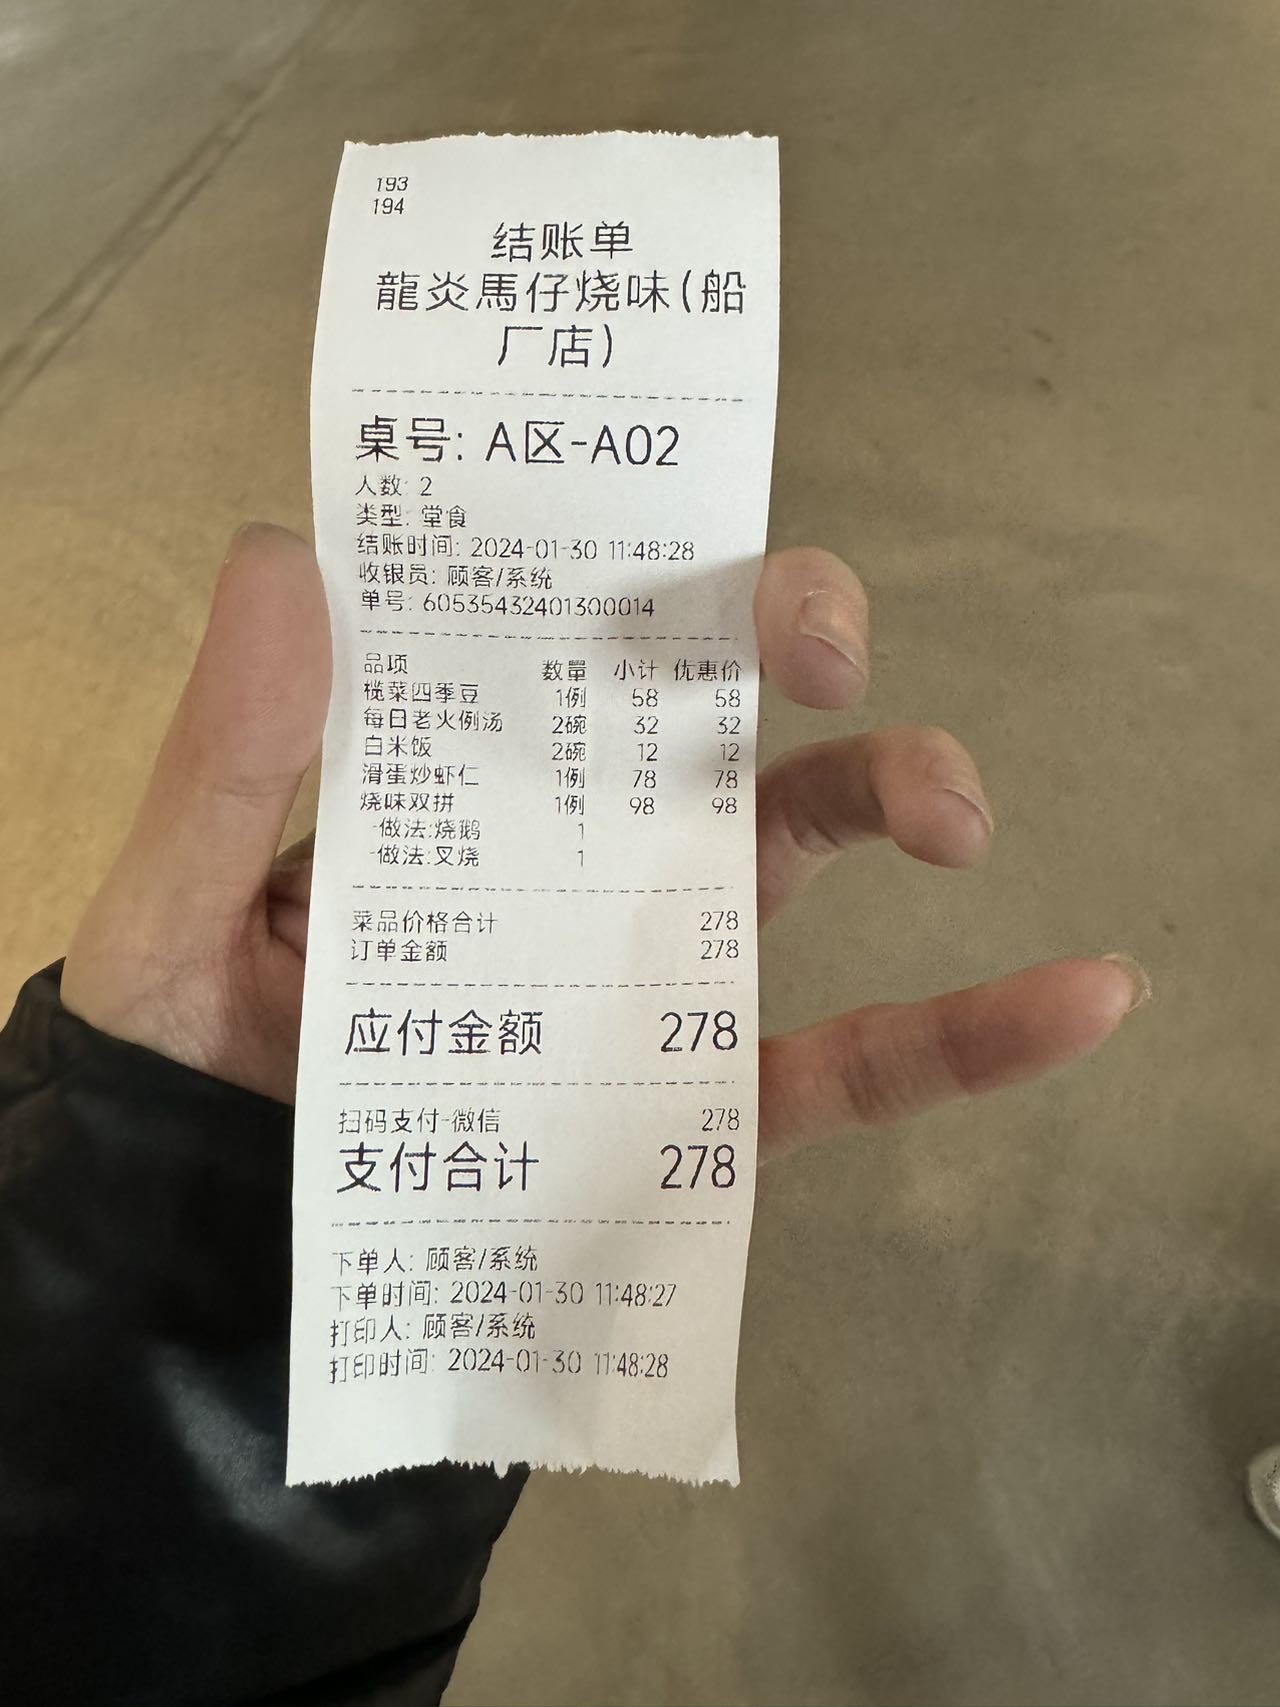 193
194
结账单
龍炎馬仔烧味(船
厂店)
桌号: A区-A02
人数: 2
类型: 堂食
结账时间: 2024-01-30 11:48:28
收银员: 顾客/系统
单号: 605354432401300014
品项 数量 小计 优惠价
榄菜四季豆 1例 58 58
每日老火例汤 2碗 32 32
白米饭 2碗 12 12
滑蛋炒虾仁 1例 78 78
烧味双拼 1例 98 98
-做法:烧鹅 1
-做法:叉烧 1
菜品价格合计 278
订单金额 278
应付金额 278
扫码支付-微信 278
支付合计 278
下单人: 顾客/系统
下单时间: 2024-01-30 11:48:27
打印人: 顾客/系统
打印时间: 2024-01-30 11:48:28